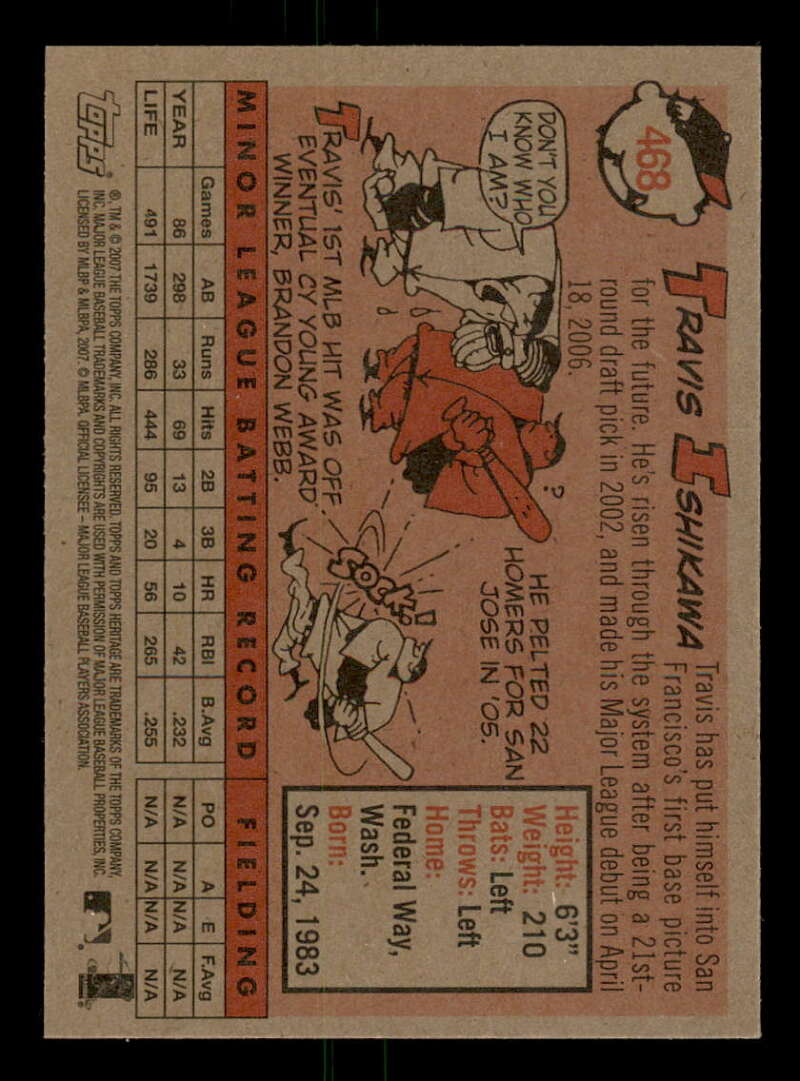 468
TRAVIS ISHIKAWA
Travis has put himself into San
Francisco's first base picture
for the future. He's risen through the system after being a 21st-
round draft pick in 2002, and made his Major League debut on April
18, 2006.
DON'T YOU
KNOW WHO
I AM?
?
TRAVIS' 1ST MLB HIT WAS OFF
EVENTUAL CY YOUNG AWARD
WINNER, BRANDON WEBB.
HE PELTED 22
HOMERS FOR SAN
JOSE IN '05.
SOCK!
Height: 6'3"
Weight: 210
Bats: Left
Throws: Left
Home:
Federal Way,
Wash.
Born:
Sep. 24, 1983
MINOR LEAGUE BATTING RECORD FIELDING
Games AB Runs Hits 2B 3B HR RBI B.Avg PO A E F.Avg
YEAR 86 298 33 69 13 4 10 42 .232 N/A N/A N/A N/A
LIFE 491 1739 286 444 95 20 56 265 .255 N/A N/A N/A N/A
topps®
®, TM & © 2007 THE TOPPS COMPANY, INC. ALL RIGHTS RESERVED. TOPPS AND TOPPS HERITAGE ARE TRADEMARKS OF THE TOPPS COMPANY,
INC. MAJOR LEAGUE BASEBALL TRADEMARKS AND COPYRIGHTS ARE USED WITH PERMISSION OF MAJOR LEAGUE BASEBALL PROPERTIES, INC.
LICENSED BY MLBP & MLBPA, 2007. © MLBPA, OFFICIAL LICENSEE – MAJOR LEAGUE BASEBALL PLAYERS ASSOCIATION.